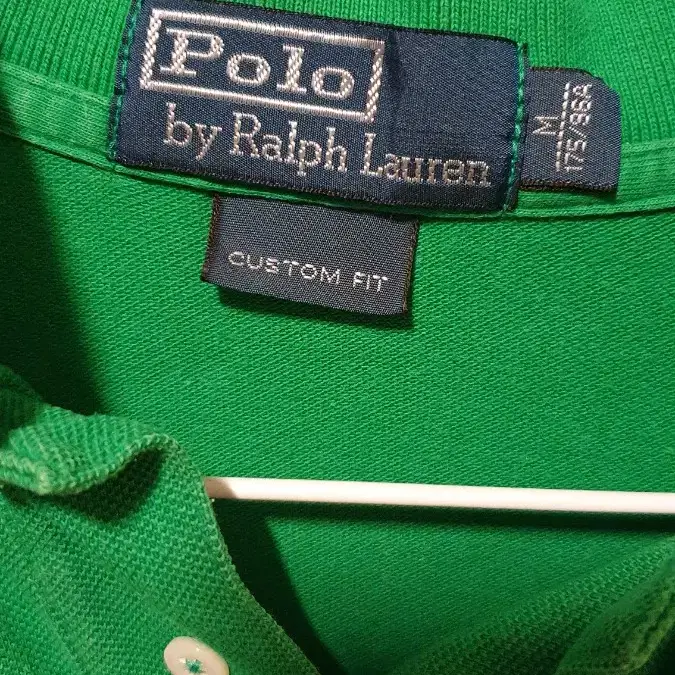 Polo
by Ralph Lauren
M
175/96A
CUSTOM FIT